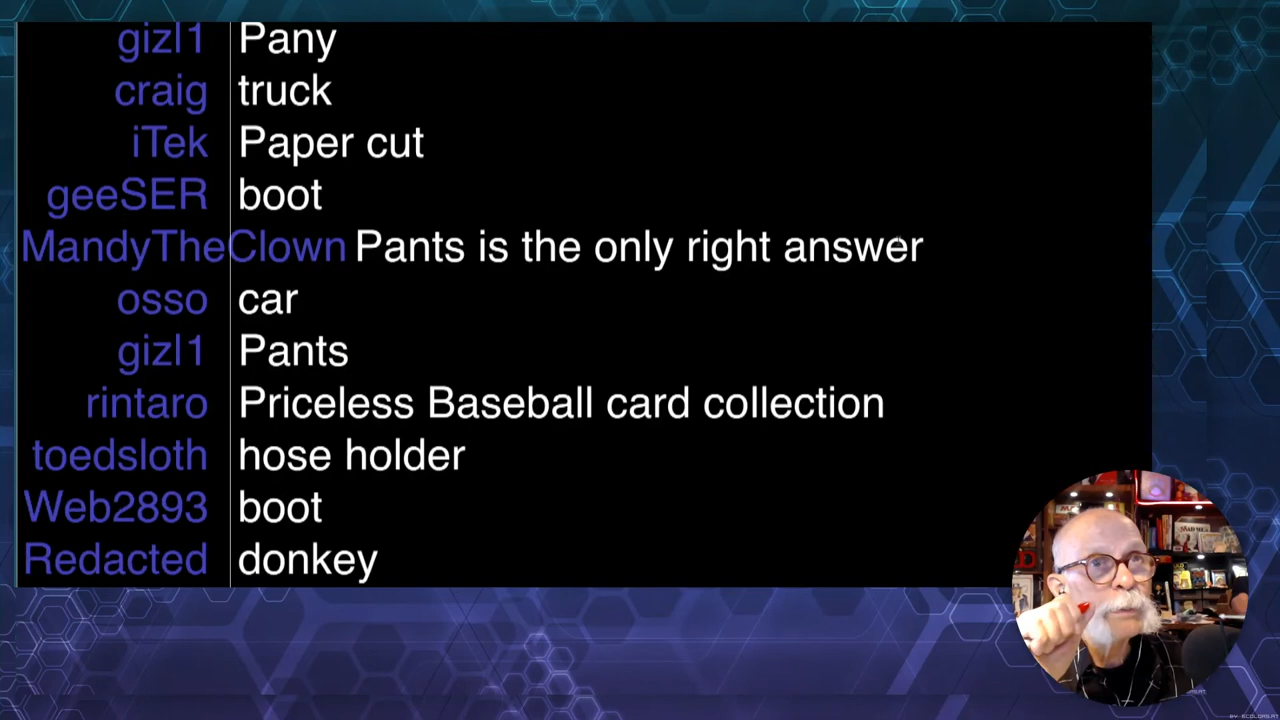 gizl1 Pany
craig truck
iTek Paper cut
geeSER boot
MandyTheClown Pants is the only right answer
osso car
gizl1 Pants
rintaro Priceless Baseball card collection
toedsloth hose holder
Web2893 boot
Redacted donkey